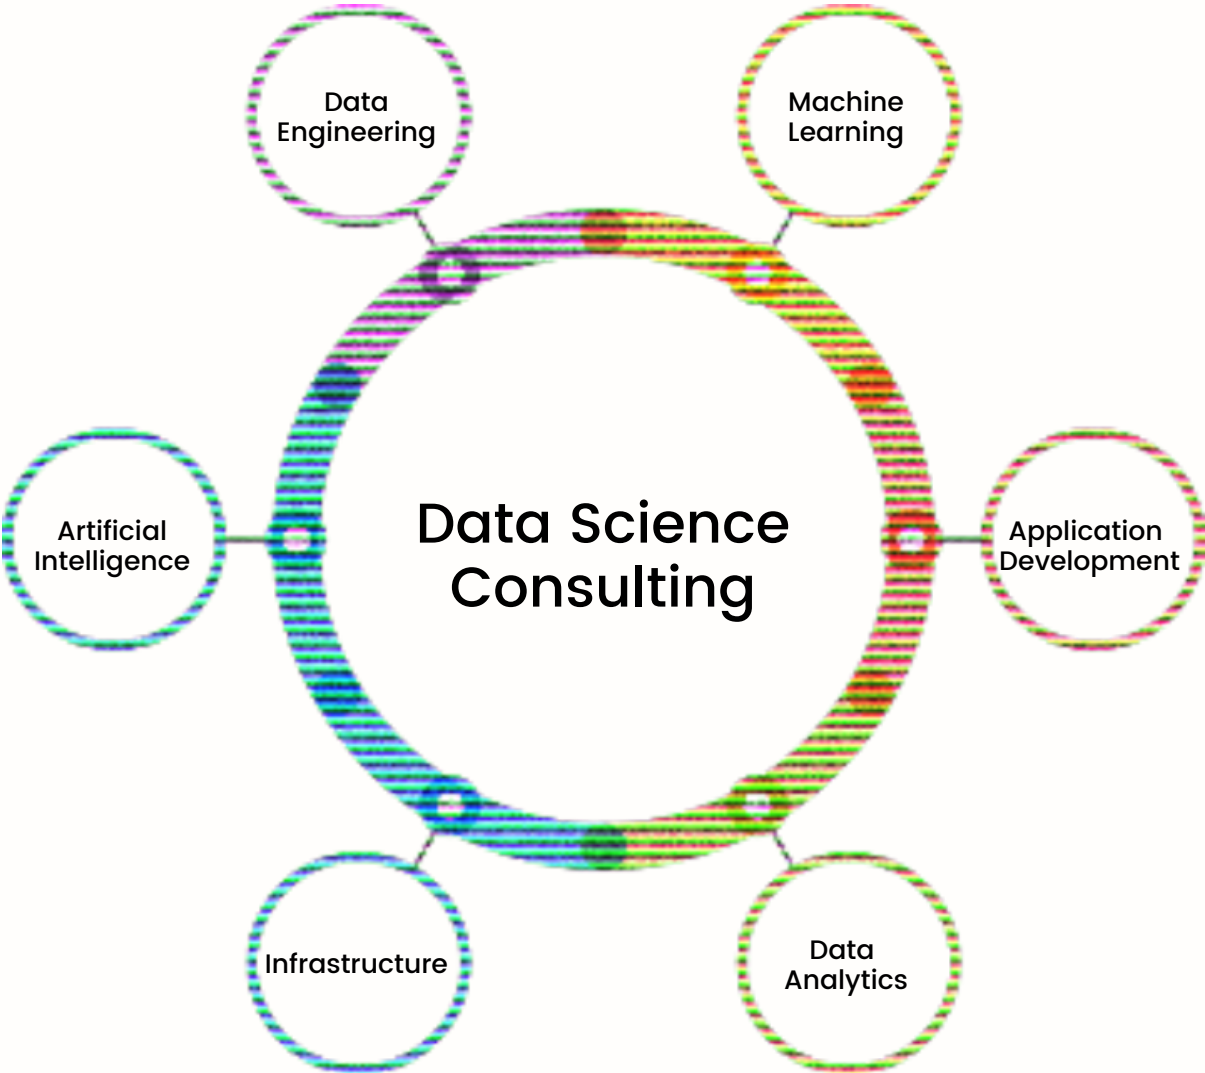 Data
Engineering
Machine
Learning
Artificial
Intelligence
Data Science
Consulting
Application
Development
Infrastructure
Data
Analytics